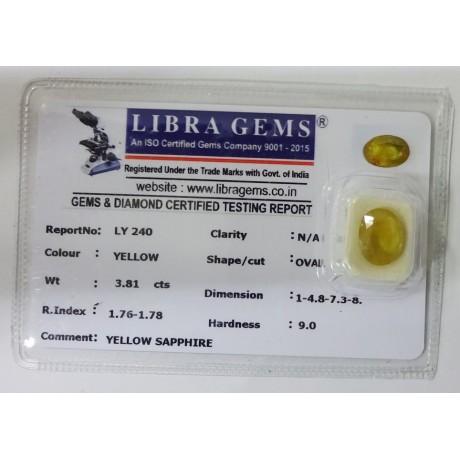 LIBRA GEMS®
An ISO Certified Gems Company 9001 - 2015
Registered Under the Trade Marks with Govt. of India
website : www.libragems.co.in
GEMS & DIAMOND CERTIFIED TESTING REPORT
ReportNo: LY 240 Clarity : N/A
Colour : YELLOW Shape/cut : OVAL
Wt : 3.81 cts Dimension : 1-4.8-7.3-8.
R.Index : 1.76-1.78 Hardness : 9.0
Comment: YELLOW SAPPHIRE